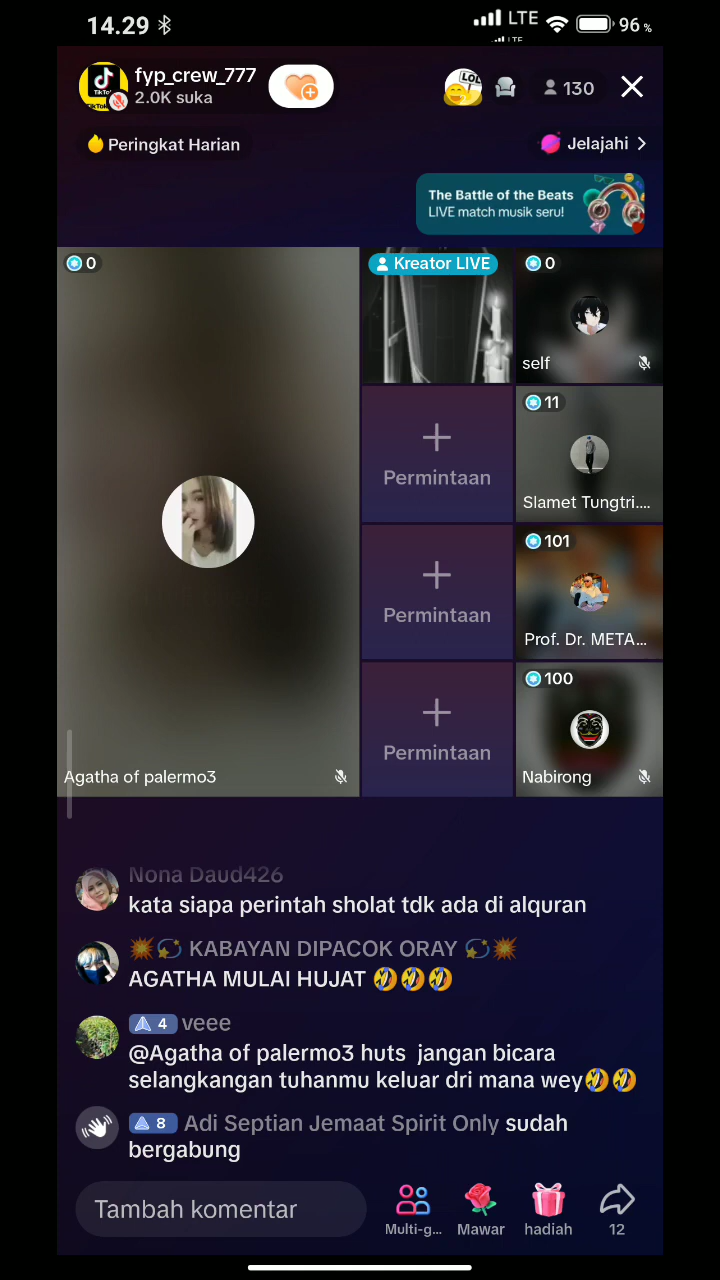 14.29
LTE
96 %
LTE
fyp_crew_777
2.0K suka
LOL
130
Peringkat Harian
Jelajahi
The Battle of the Beats
LIVE match musik seru!
0
Kreator LIVE
0
self
Permintaan
11
Slamet Tungtri....
Permintaan
101
Prof. Dr. META...
Permintaan
100
Agatha of palermo3
Nabirong
Nona Daud426
kata siapa perintah sholat tdk ada di alquran
💥💫 KABAYAN DIPACOK ORAY 💫💥
AGATHA MULAI HUJAT 🤣🤣🤣
4 veee
@Agatha of palermo3 huts jangan bicara
selangkangan tuhanmu keluar dri mana wey🤣🤣
8 Adi Septian Jemaat Spirit Only sudah
bergabung
Tambah komentar
Multi-g...
Mawar
hadiah
12